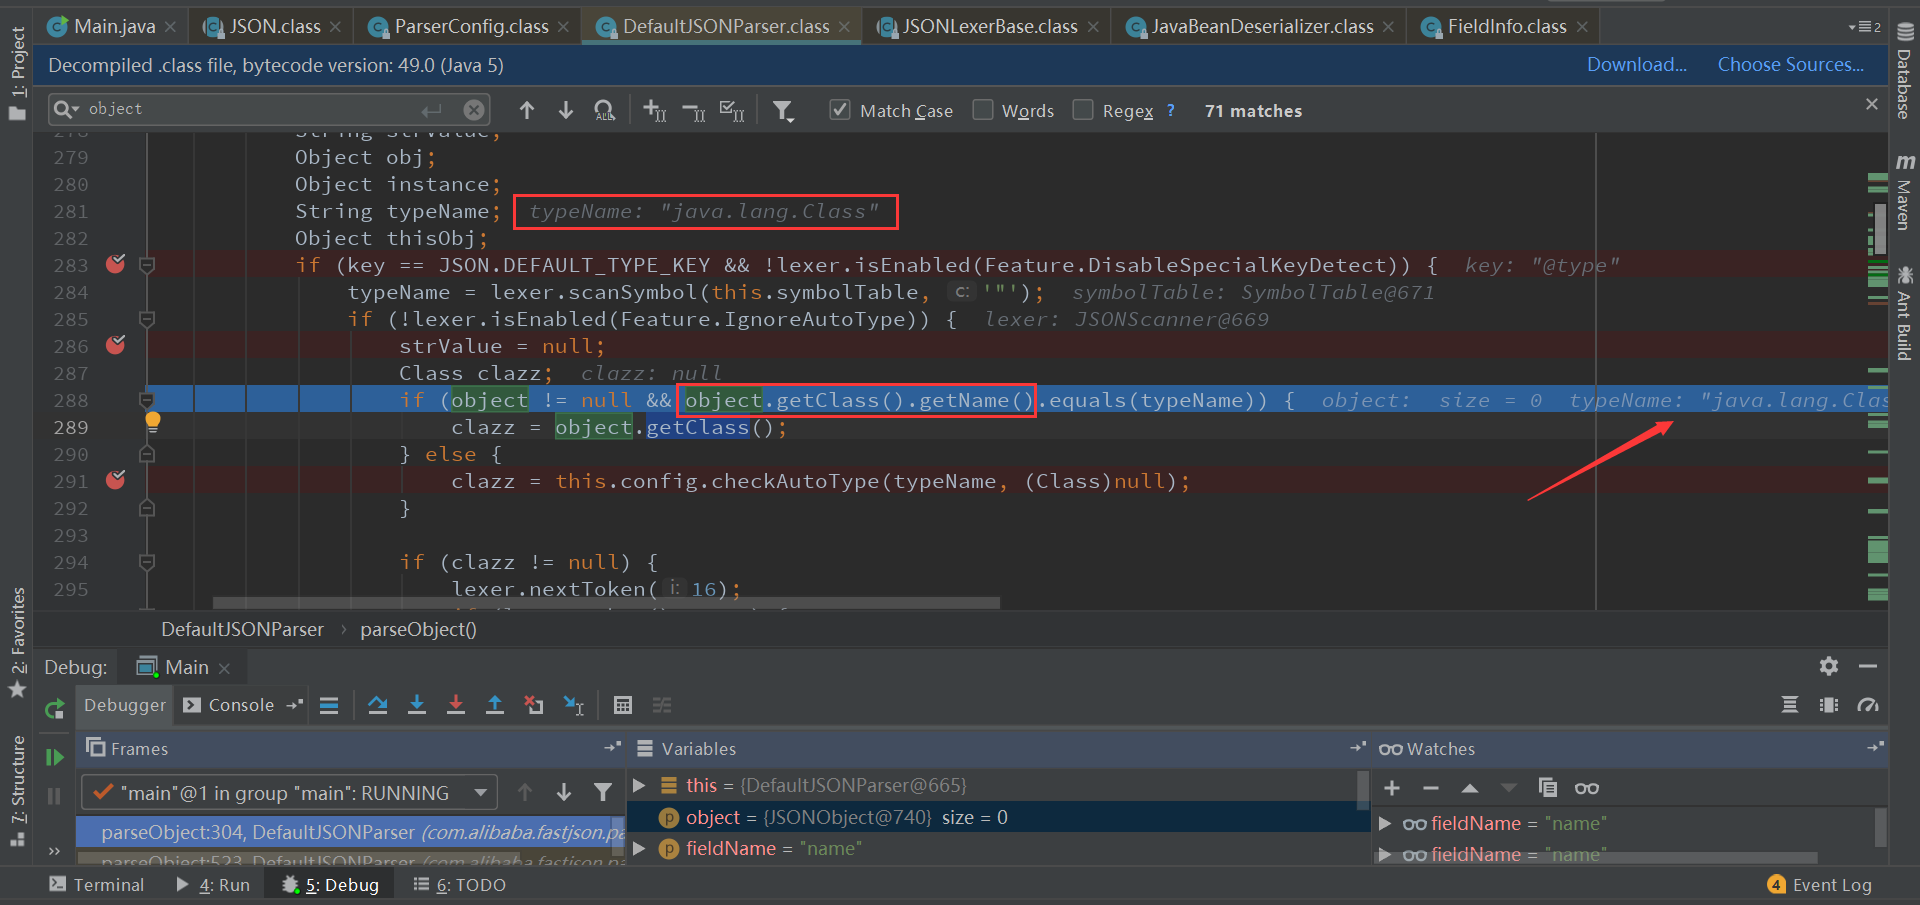 Main.java JSON.class ParserConfig.class DefaultJSONParser.class JSONLexerBase.class JavaBeanDeserializer.class FieldInfo.class 2
Decompiled .class file, bytecode version: 49.0 (Java 5) Download... Choose Sources...
object Match Case Words Regex ? 71 matches
278 String strValue;
279 Object obj;
280 Object instance;
281 String typeName; typeName: "java.lang.Class"
282 Object thisObj;
283 if (key == JSON.DEFAULT_TYPE_KEY && !lexer.isEnabled(Feature.DisableSpecialKeyDetect)) { key: "@type"
284 typeName = lexer.scanSymbol(this.symbolTable, c: '"'); symbolTable: SymbolTable@671
285 if (!lexer.isEnabled(Feature.IgnoreAutoType)) { lexer: JSONScanner@669
286 strValue = null;
287 Class clazz; clazz: null
288 if (object != null && object.getClass().getName().equals(typeName)) { object: size = 0 typeName: "java.lang.Clas
289 clazz = object.getClass();
290 } else {
291 clazz = this.config.checkAutoType(typeName, (Class)null);
292 }
293
294 if (clazz != null) {
295 lexer.nextToken( i: 16);
DefaultJSONParser › parseObject()
Debug: Main
Debugger Console
Frames Variables Watches
"main"@1 in group "main": RUNNING
parseObject:304, DefaultJSONParser (com.alibaba.fastjson.pa
parseObject:523, DefaultJSONParser (com.alibaba.fastjson.pa
this = {DefaultJSONParser@665}
object = {JSONObject@740} size = 0
fieldName = "name"
fieldName = "name"
fieldName = "name"
Terminal 4: Run 5: Debug 6: TODO 4 Event Log
1: Project
2: Favorites
7: Structure
Database
m Maven
Ant Build